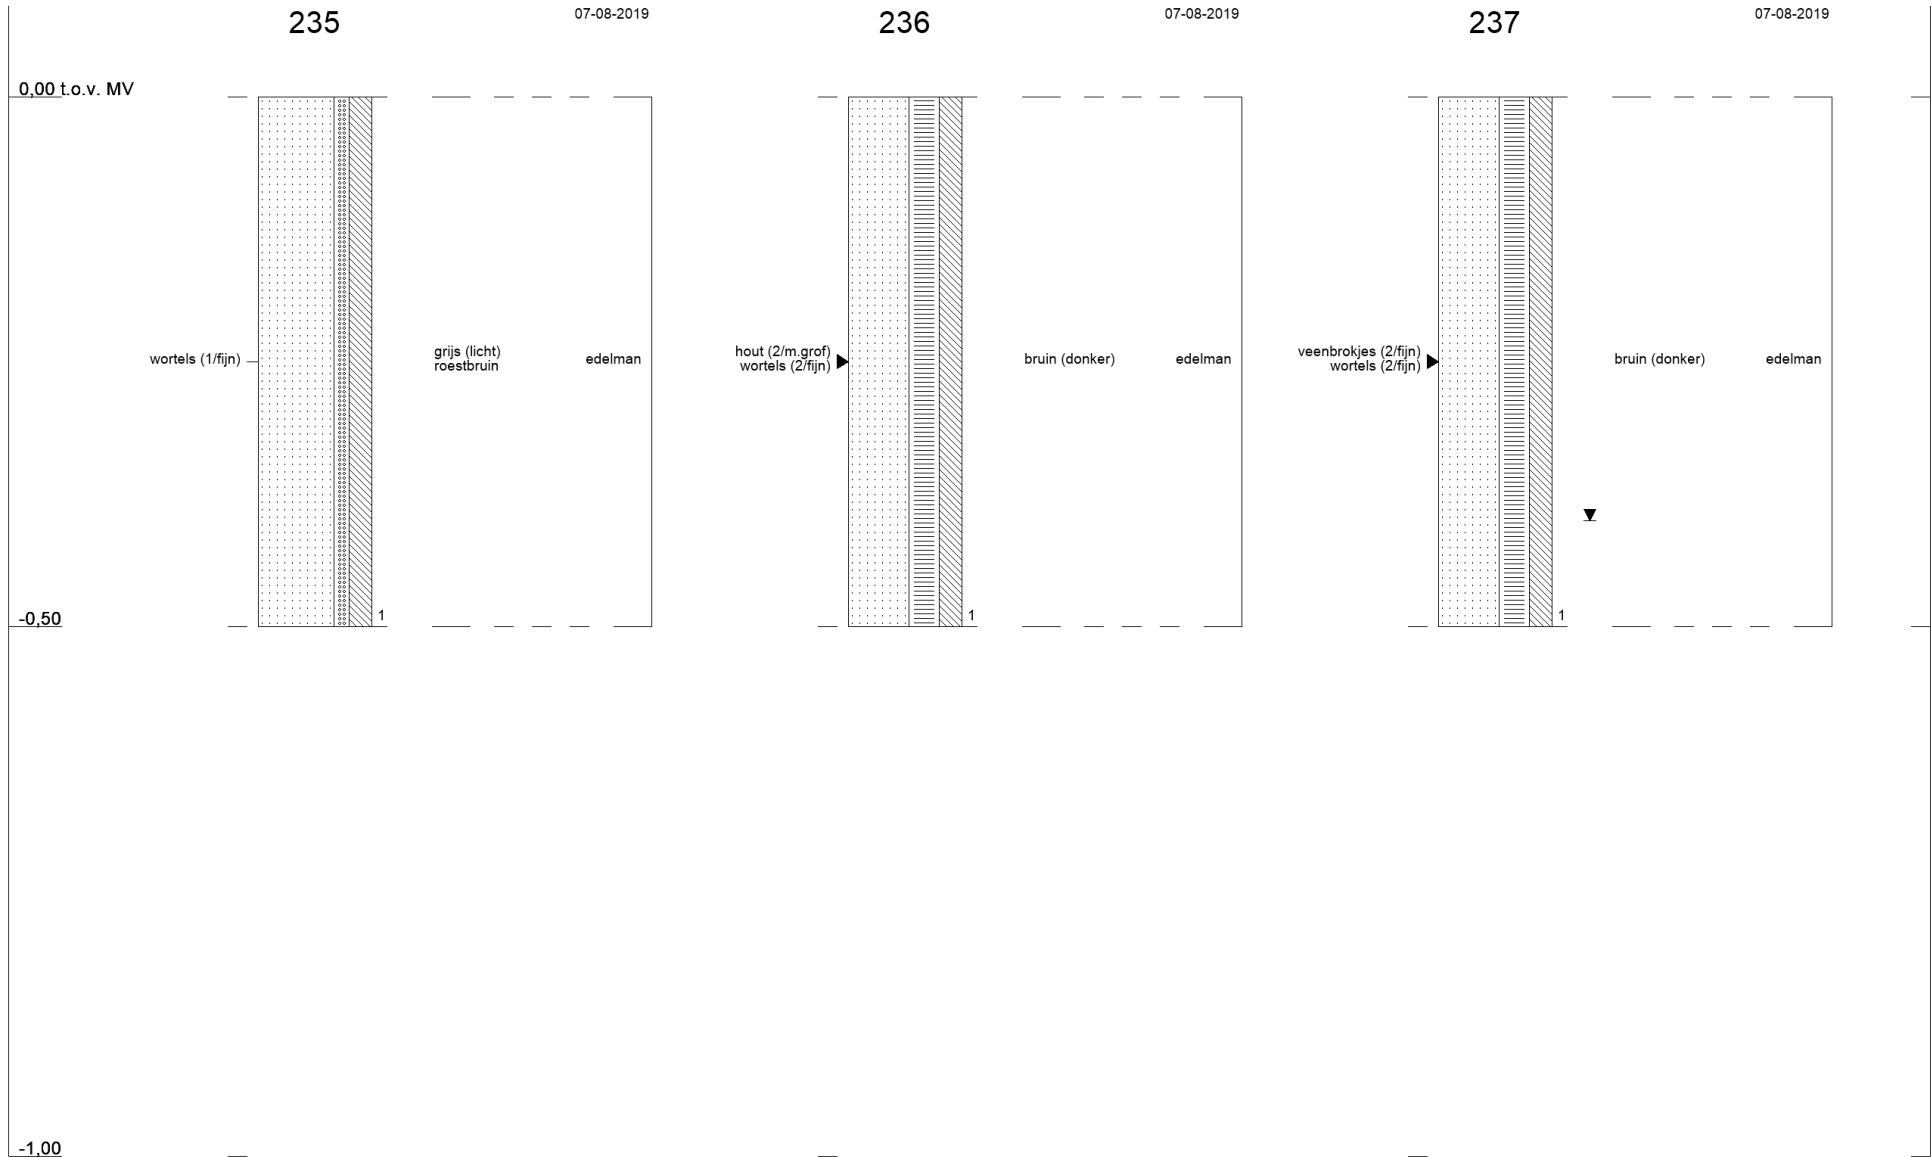 235
07-08-2019
236
07-08-2019
237
07-08-2019
0,00 t.o.v. MV
wortels (1/fijn)
grijs (licht)
roestbruin
edelman
hout (2/m.grof)
wortels (2/fijn)
bruin (donker)
edelman
veenbrokjes (2/fijn)
wortels (2/fijn)
bruin (donker)
edelman
-0,50
1
1
1
-1,00